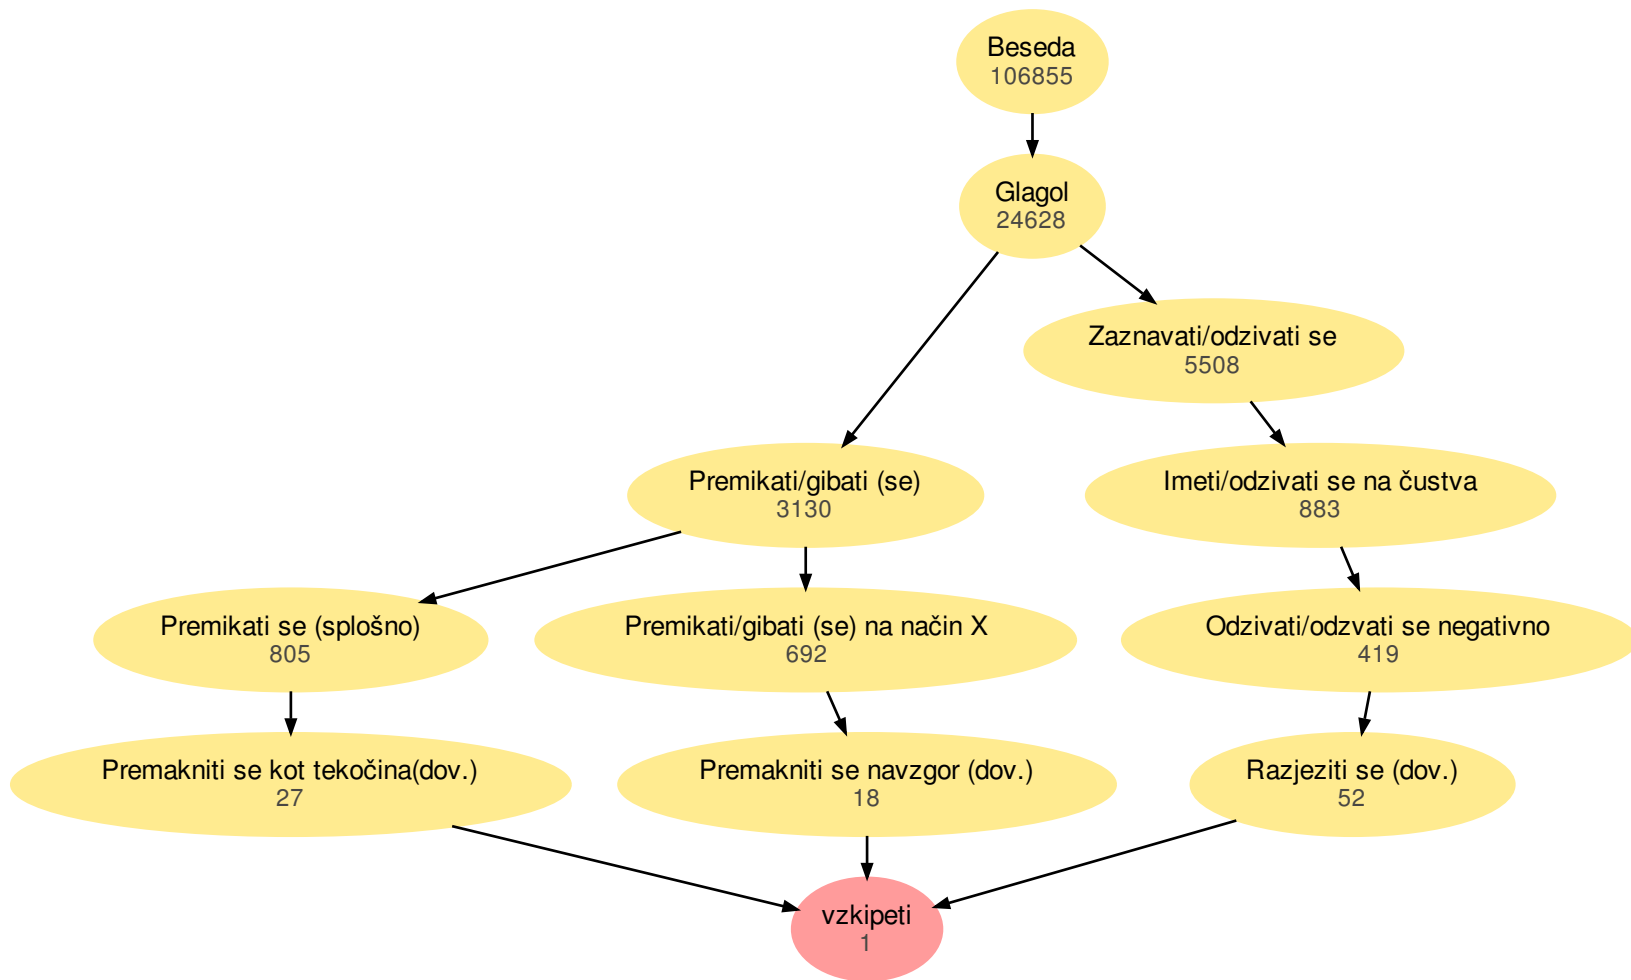 Beseda
106855
Glagol
24628
Zaznavati/odzivati se
5508
Premikati/gibati (se)
3130
Imeti/odzivati se na čustva
883
Premikati se (splošno)
805
Premikati/gibati (se) na način X
692
Odzivati/odzvati se negativno
419
Premakniti se kot tekočina(dov.)
27
Premakniti se navzgor (dov.)
18
Razjeziti se (dov.)
52
vzkipeti
1